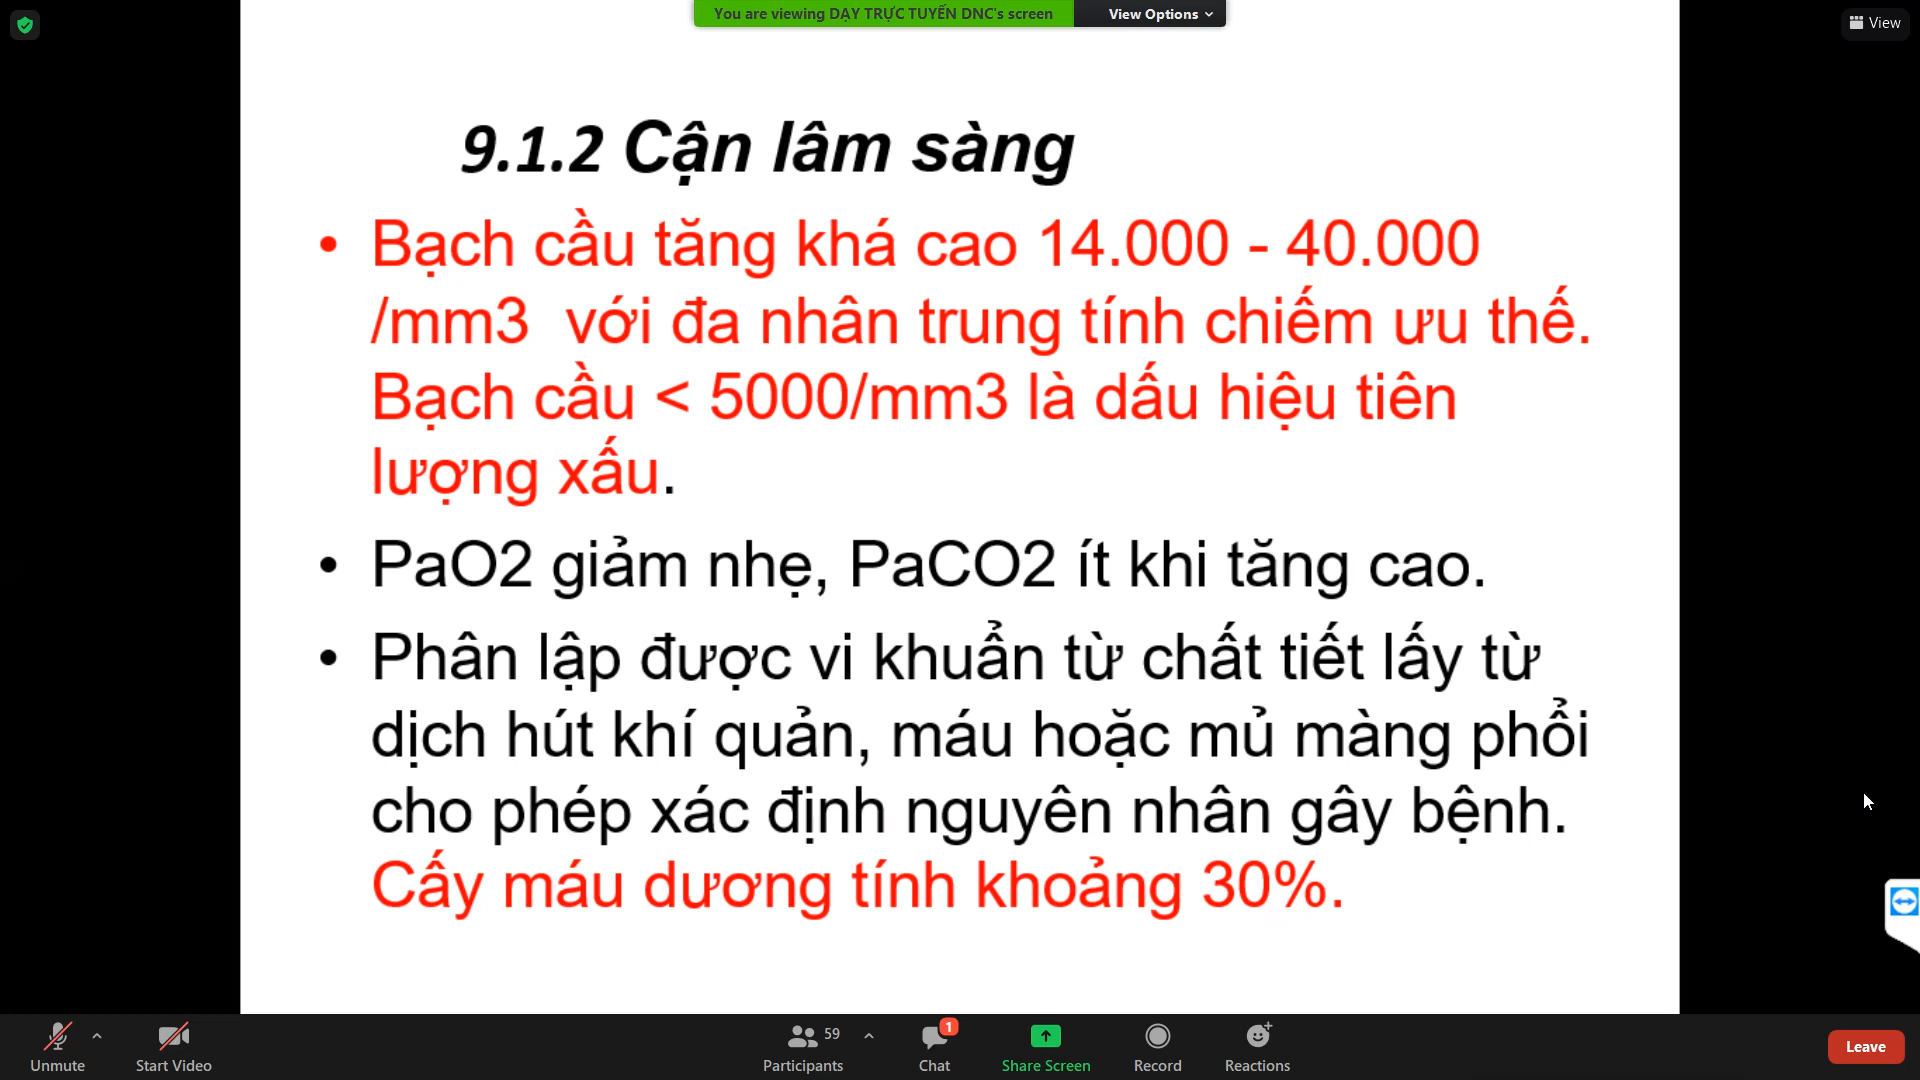 You are viewing DẠY TRỰC TUYẾN DNC's screen
View Options
View
9.1.2 Cận lâm sàng
• Bạch cầu tăng khá cao 14.000 - 40.000
/mm3 với đa nhân trung tính chiếm ưu thế.
Bạch cầu < 5000/mm3 là dấu hiệu tiên
lượng xấu.
• PaO2 giảm nhẹ, PaCO2 ít khi tăng cao.
• Phân lập được vi khuẩn từ chất tiết lấy từ
dịch hút khí quản, máu hoặc mủ màng phổi
cho phép xác định nguyên nhân gây bệnh.
Cấy máu dương tính khoảng 30%.
59
1
Unmute
Start Video
Participants
Chat
Share Screen
Record
Reactions
Leave